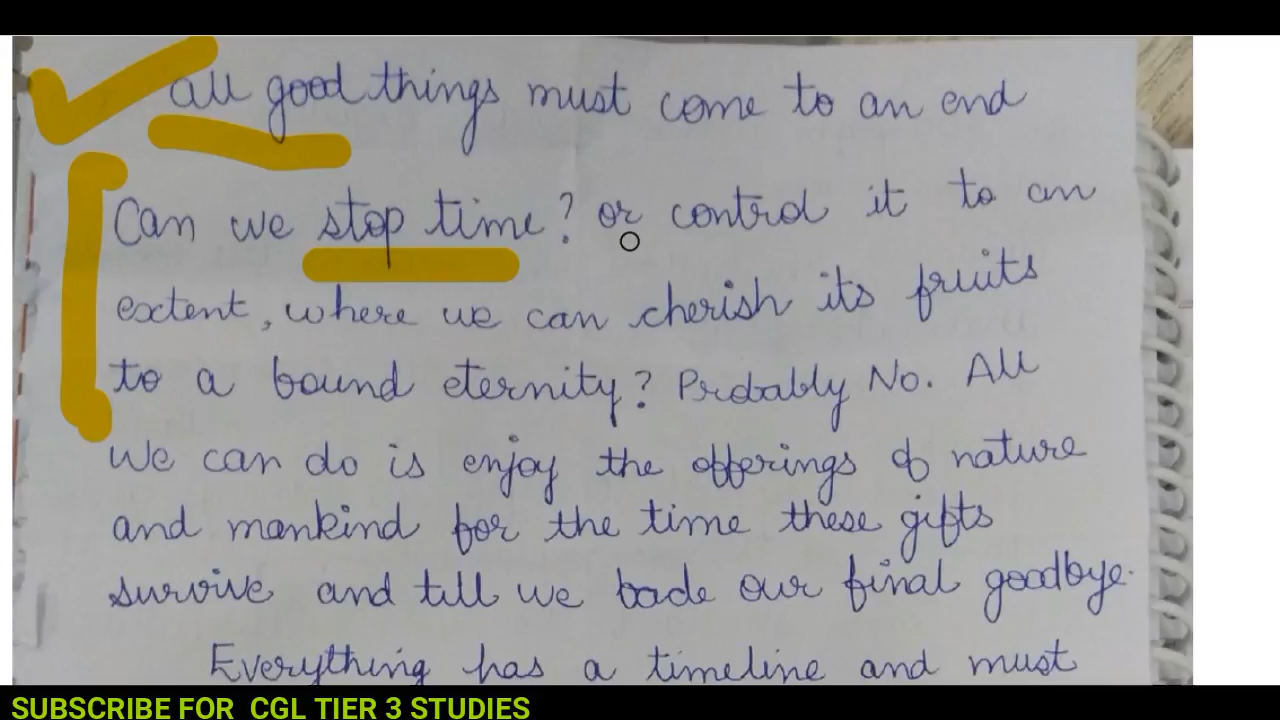 all good things must come to an end
Can we stop time? or control it to an
extent, where we can cherish its fruits
to a bound eternity? Probably No. All
we can do is enjoy the offerings of nature
and mankind for the time these gifts
survive and till we bade our final goodbye.
Everything has a timeline and must
SUBSCRIBE FOR CGL TIER 3 STUDIES